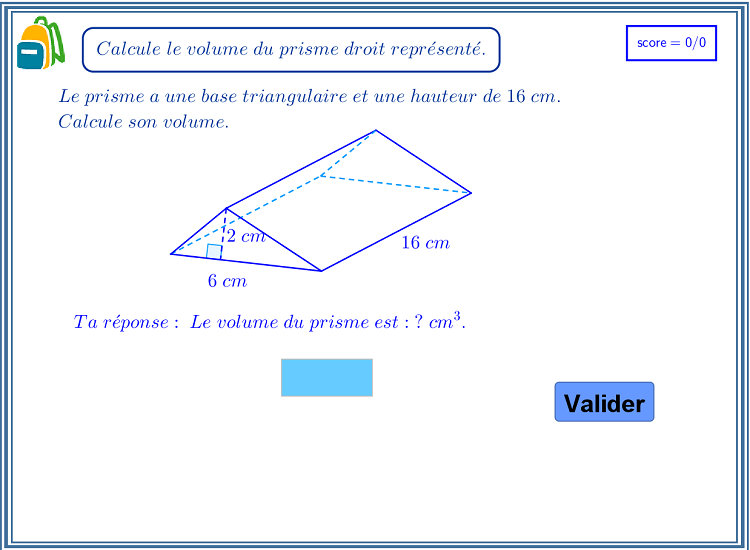 Calcule le volume du prisme droit représenté.
score = 0/0
Le prisme a une base triangulaire et une hauteur de 16 cm.
Calcule son volume.
2 cm
16 cm
6 cm
Ta réponse : Le volume du prisme est : ? cm³.
Valider